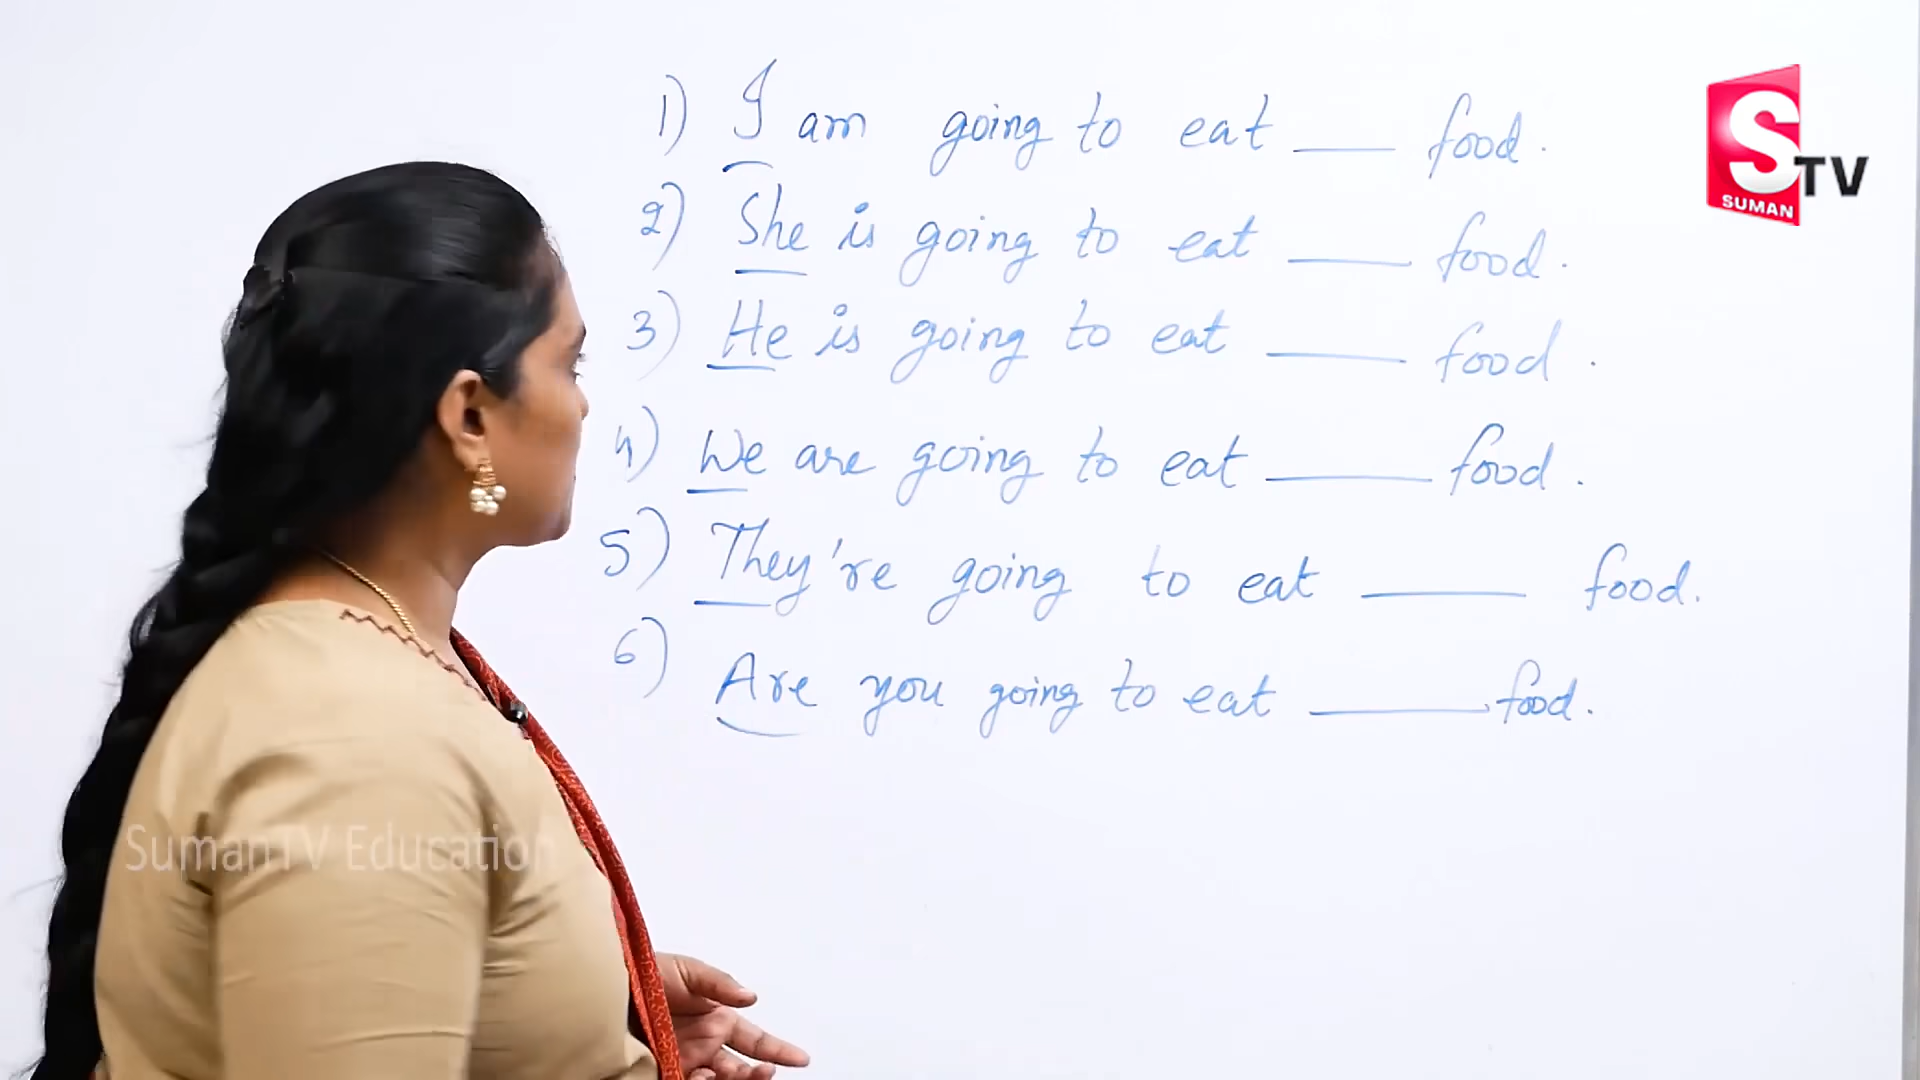 1) I am going to eat ___ food.
2) She is going to eat ___ food.
3) He is going to eat ___ food.
4) We are going to eat ___ food.
5) They're going to eat ___ food.
6) Are you going to eat ___ food.
S TV
SUMAN
SumanTV Education